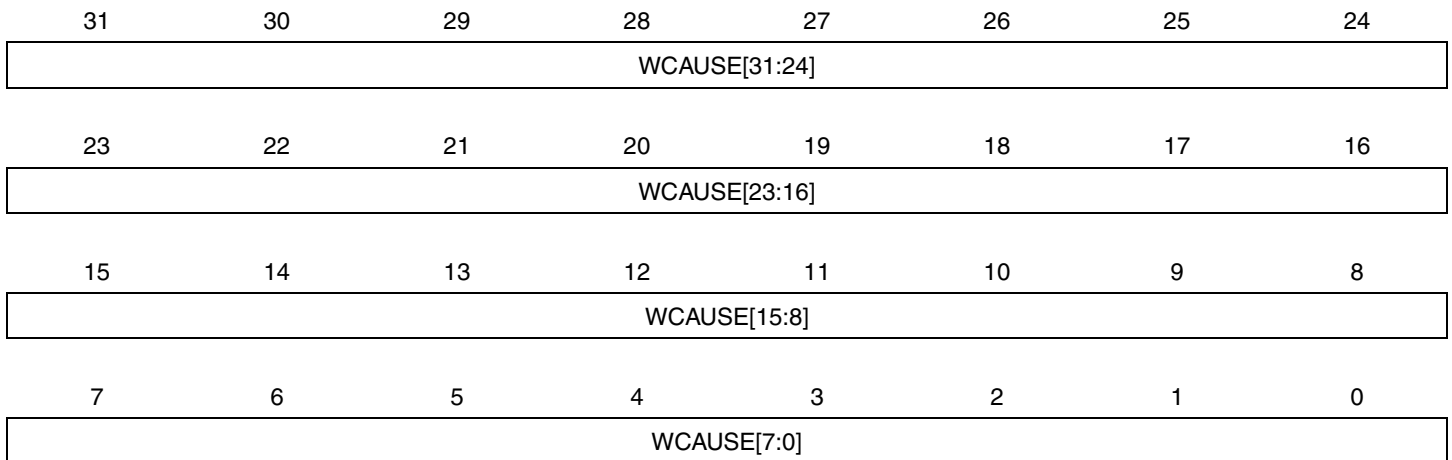 31 30 29 28 27 26 25 24
WCAUSE[31:24]
23 22 21 20 19 18 17 16
WCAUSE[23:16]
15 14 13 12 11 10 9 8
WCAUSE[15:8]
7 6 5 4 3 2 1 0
WCAUSE[7:0]